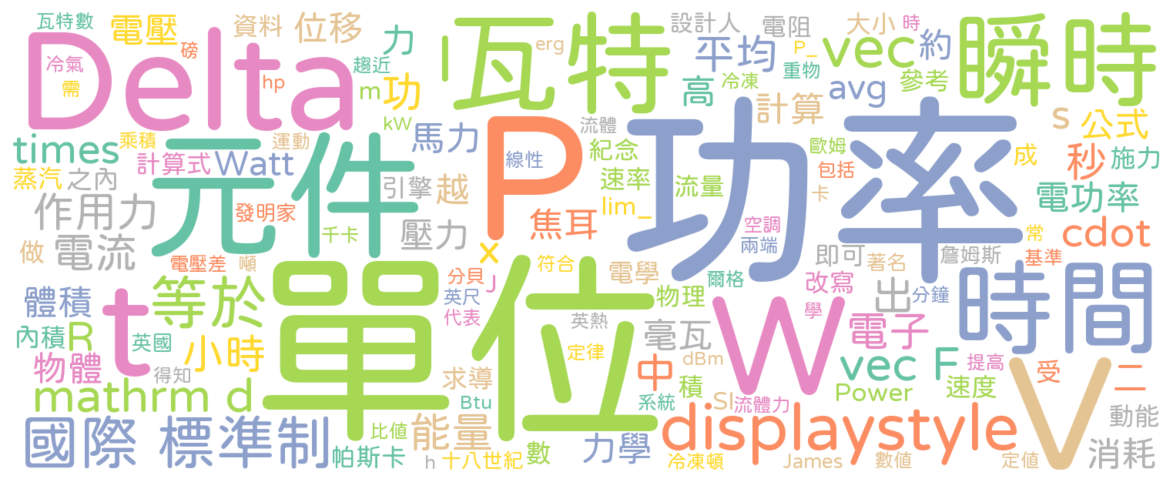 瓦特數 電壓 資料 位移 力 erg 瓦特 設計人 電阻 大小 時
Delta 磅 冷氣 需 hp 趨近 m 功 kW 平均 P_ vec 約 瞬時
高 冷凍 重物 avg 參考 計算 s 公式
times 乘積 運動 元件 馬力 P 流體 線性 紀念 功率 歐姆 成 秒 施力
蒸汽 之內 計算式 Watt 引擎 越 速率 流量 包括 卡 電功率
作用力 發明家 千卡 焦耳 lim_ 空調 兩端 常 cdot
做 電流 電壓差 噸 壓力 x 分貝 符合 電學 爾格 即可 著名 詹姆斯 基準
體積 t 等於 單位 英尺 J 代表 物理 改寫 出 分鐘 時間
內積 R 英國 小時 英熱 毫瓦 W 學 電子
物體 得知 定律 dBm 中 vec F 提高 受 二
mathrm d 求導 Btu 系統 積 SI 流體力 Power 速度 V 動能
國際 標準制 比值 能量 displaystyle
帕斯卡 h 十八世紀 數 力學 冷凍頓 James 數值 定值 消耗